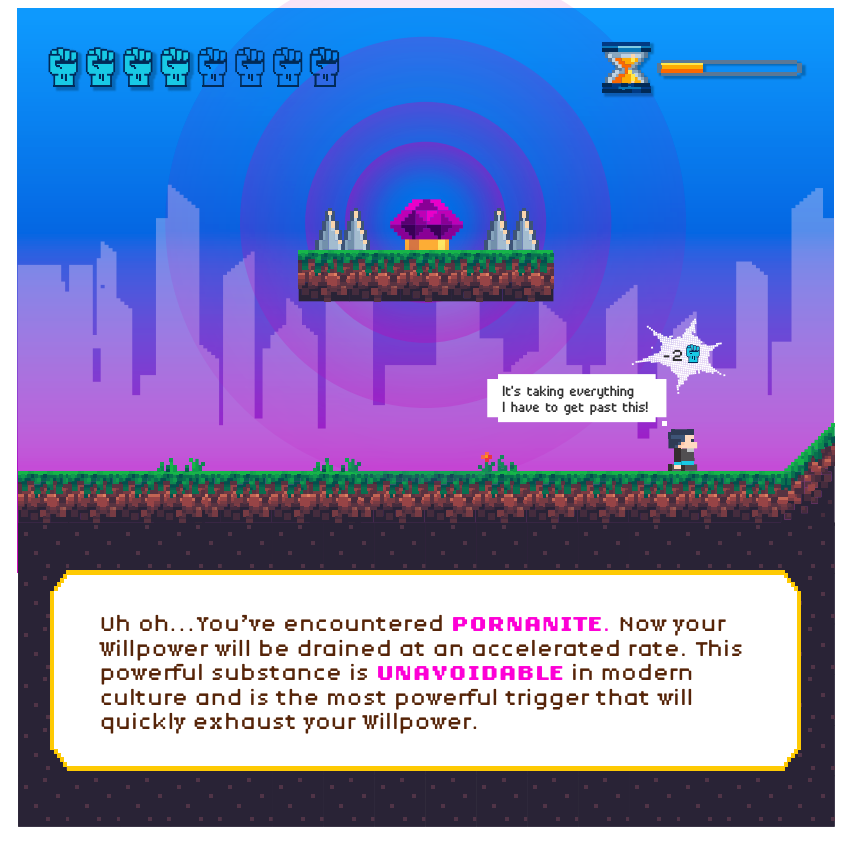 -2
It's taking everything
I have to get past this!
Uh oh...You've encountered PORNANITE. Now your
Willpower will be drained at an accelerated rate. This
powerful substance is UNAVOIDABLE in modern
culture and is the most powerful trigger that will
quickly exhaust your Willpower.